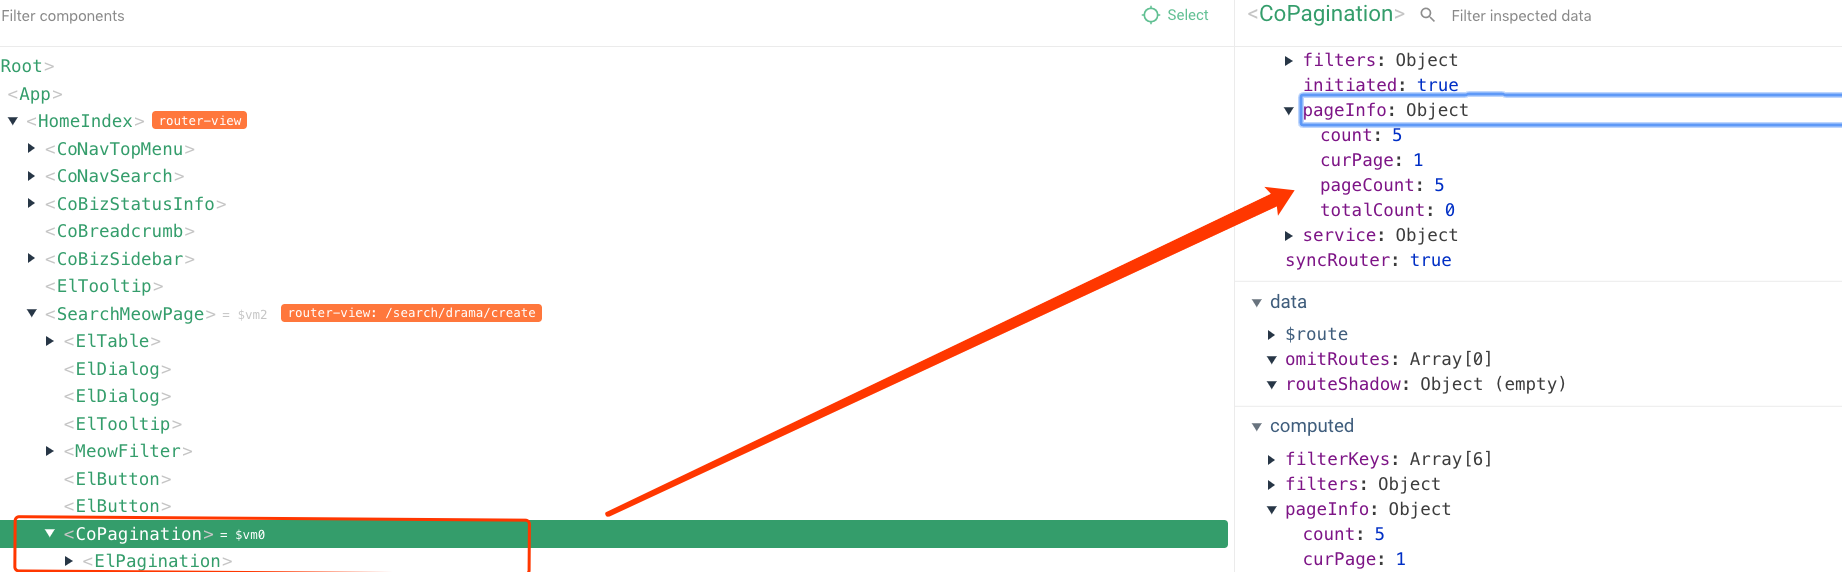 Filter components
Select
Root>
<App>
<HomeIndex> router-view
<CoNavTopMenu>
<CoNavSearch>
<CoBizStatusInfo>
<CoBreadcrumb>
<CoBizSidebar>
<ElTooltip>
<SearchMeowPage> = $vm2 router-view: /search/drama/create
<ElTable>
<ElDialog>
<ElDialog>
<ElTooltip>
<MeowFilter>
<ElButton>
<ElButton>
<CoPagination> = $vm0
<ElPagination>
<CoPagination> Filter inspected data
filters: Object
initiated: true
pageInfo: Object
count: 5
curPage: 1
pageCount: 5
totalCount: 0
service: Object
syncRouter: true
data
$route
omitRoutes: Array[0]
routeShadow: Object (empty)
computed
filterKeys: Array[6]
filters: Object
pageInfo: Object
count: 5
curPage: 1